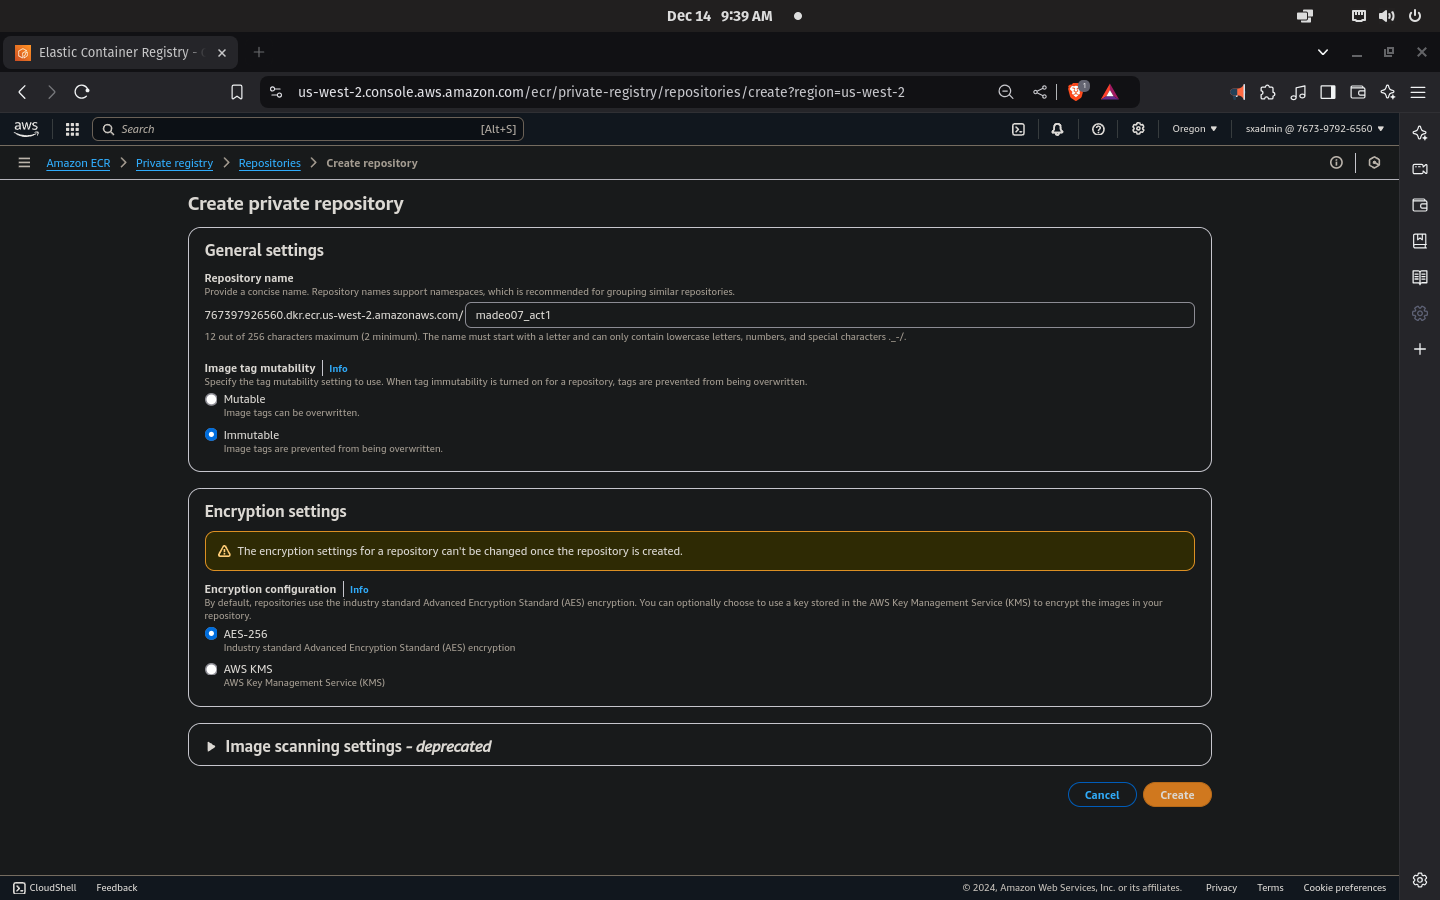 Dec 14 9:39 AM
Elastic Container Registry -
us-west-2.console.aws.amazon.com/ecr/private-registry/repositories/create?region=us-west-2
1
aws
Search
[Alt+S]
Oregon
sxadmin @ 7673-9792-6560
Amazon ECR
Private registry
Repositories
Create repository
Create private repository
General settings
Repository name
Provide a concise name. Repository names support namespaces, which is recommended for grouping similar repositories.
767397926560.dkr.ecr.us-west-2.amazonaws.com/ madeo07_act1
12 out of 256 characters maximum (2 minimum). The name must start with a letter and can only contain lowercase letters, numbers, and special characters ._-/.
Image tag mutability Info
Specify the tag mutability setting to use. When tag immutability is turned on for a repository, tags are prevented from being overwritten.
Mutable
Image tags can be overwritten.
Immutable
Image tags are prevented from being overwritten.
Encryption settings
The encryption settings for a repository can't be changed once the repository is created.
Encryption configuration Info
By default, repositories use the industry standard Advanced Encryption Standard (AES) encryption. You can optionally choose to use a key stored in the AWS Key Management Service (KMS) to encrypt the images in your
repository.
AES-256
Industry standard Advanced Encryption Standard (AES) encryption
AWS KMS
AWS Key Management Service (KMS)
Image scanning settings - deprecated
Cancel
Create
CloudShell
Feedback
© 2024, Amazon Web Services, Inc. or its affiliates.
Privacy
Terms
Cookie preferences